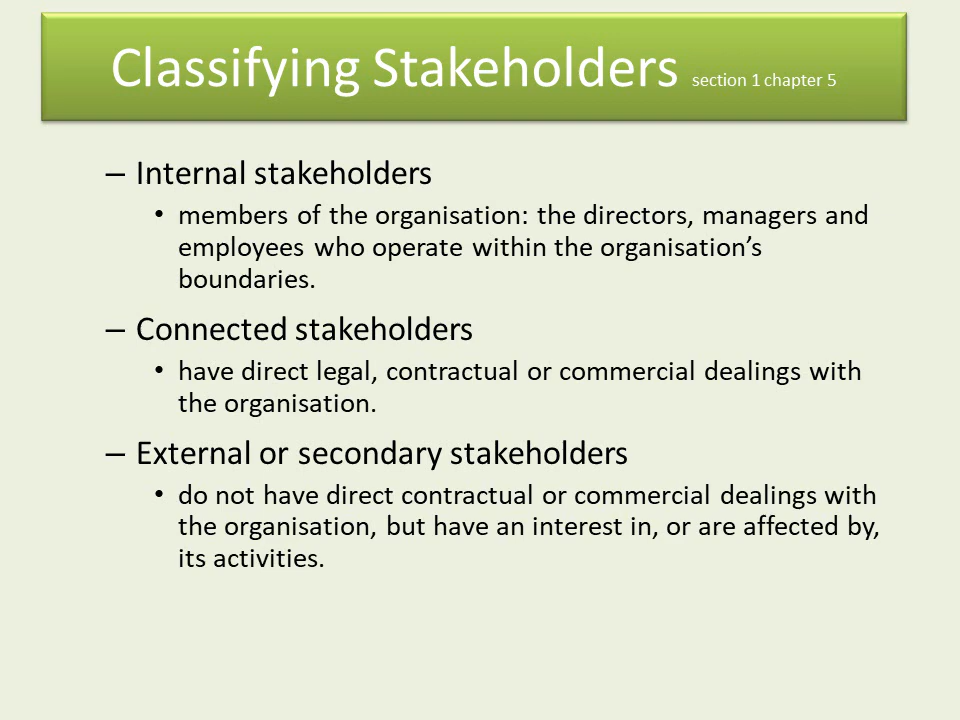 Classifying Stakeholders section 1 chapter 5
– Internal stakeholders
• members of the organisation: the directors, managers and
employees who operate within the organisation’s
boundaries.
– Connected stakeholders
• have direct legal, contractual or commercial dealings with
the organisation.
– External or secondary stakeholders
• do not have direct contractual or commercial dealings with
the organisation, but have an interest in, or are affected by,
its activities.